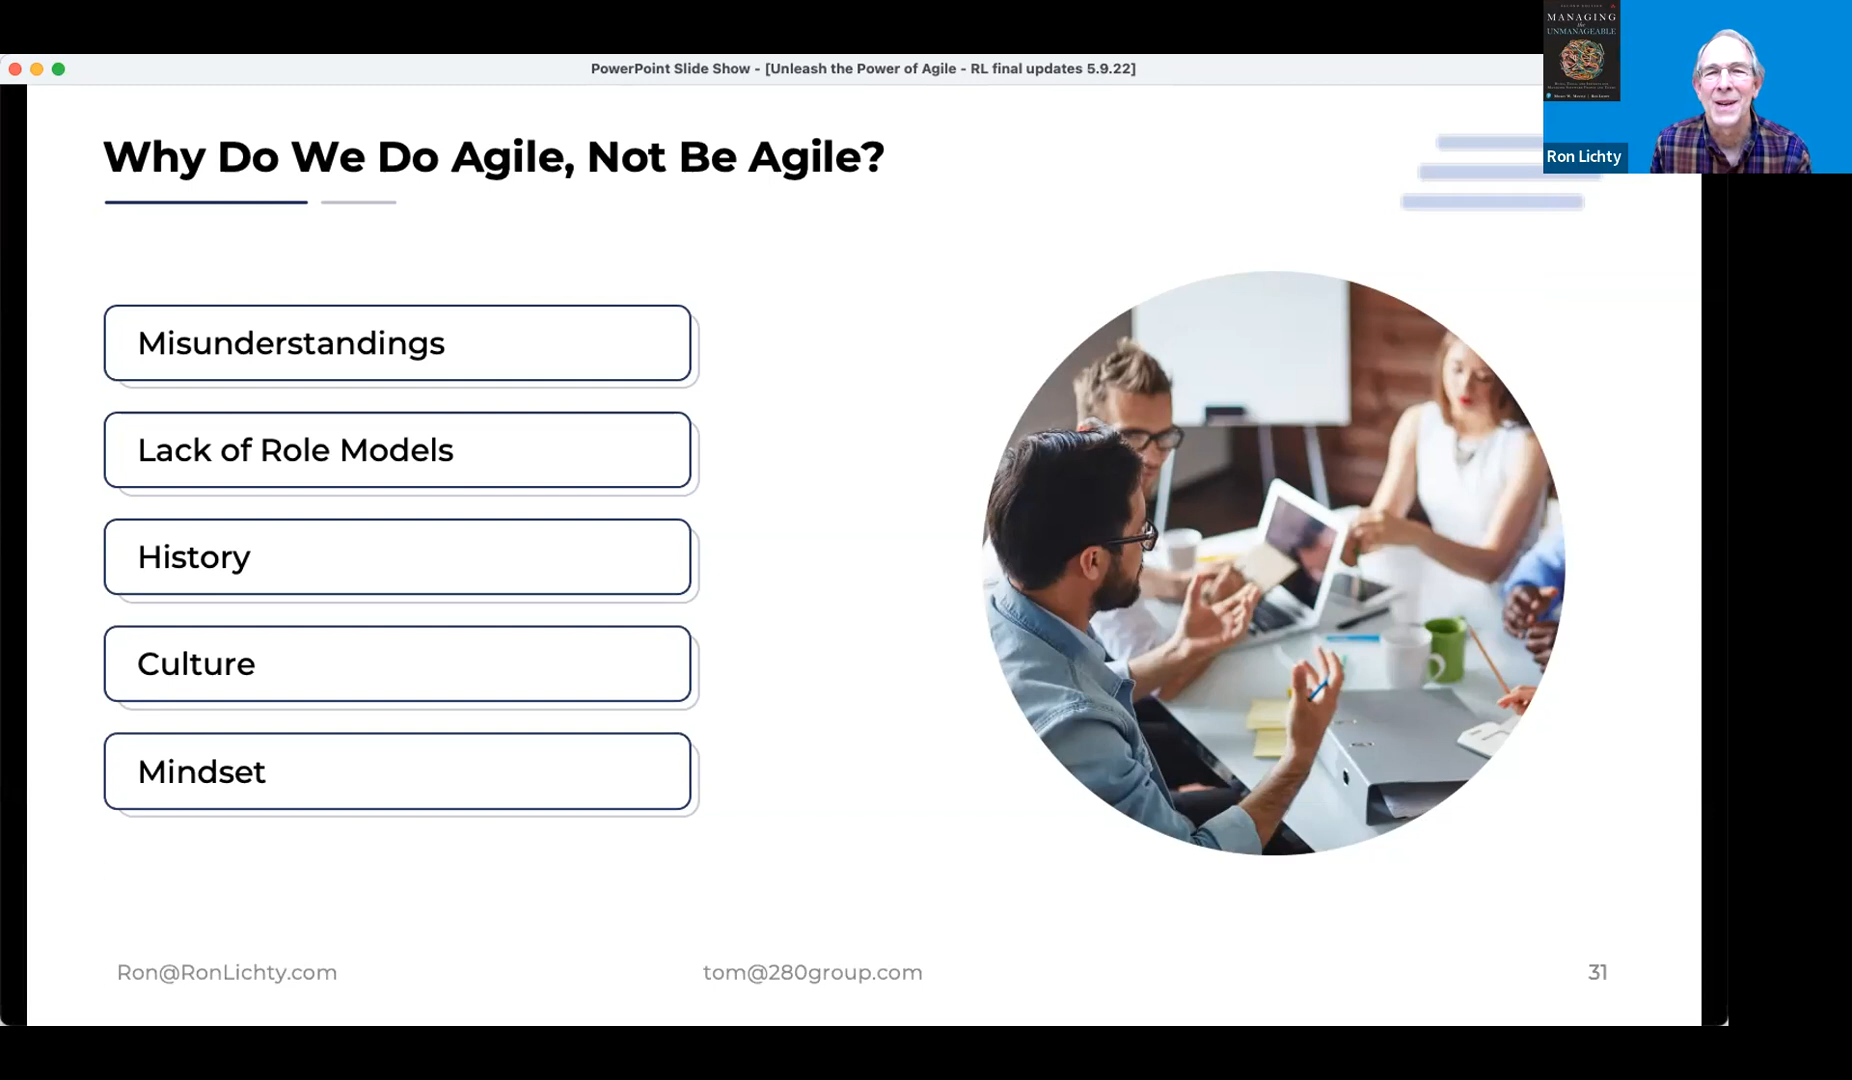 PowerPoint Slide Show - [Unleash the Power of Agile - RL final updates 5.9.22]
MANAGING
the
UNMANAGEABLE
Ron Lichty
Why Do We Do Agile, Not Be Agile?
Misunderstandings
Lack of Role Models
History
Culture
Mindset
Ron@RonLichty.com
tom@280group.com
31